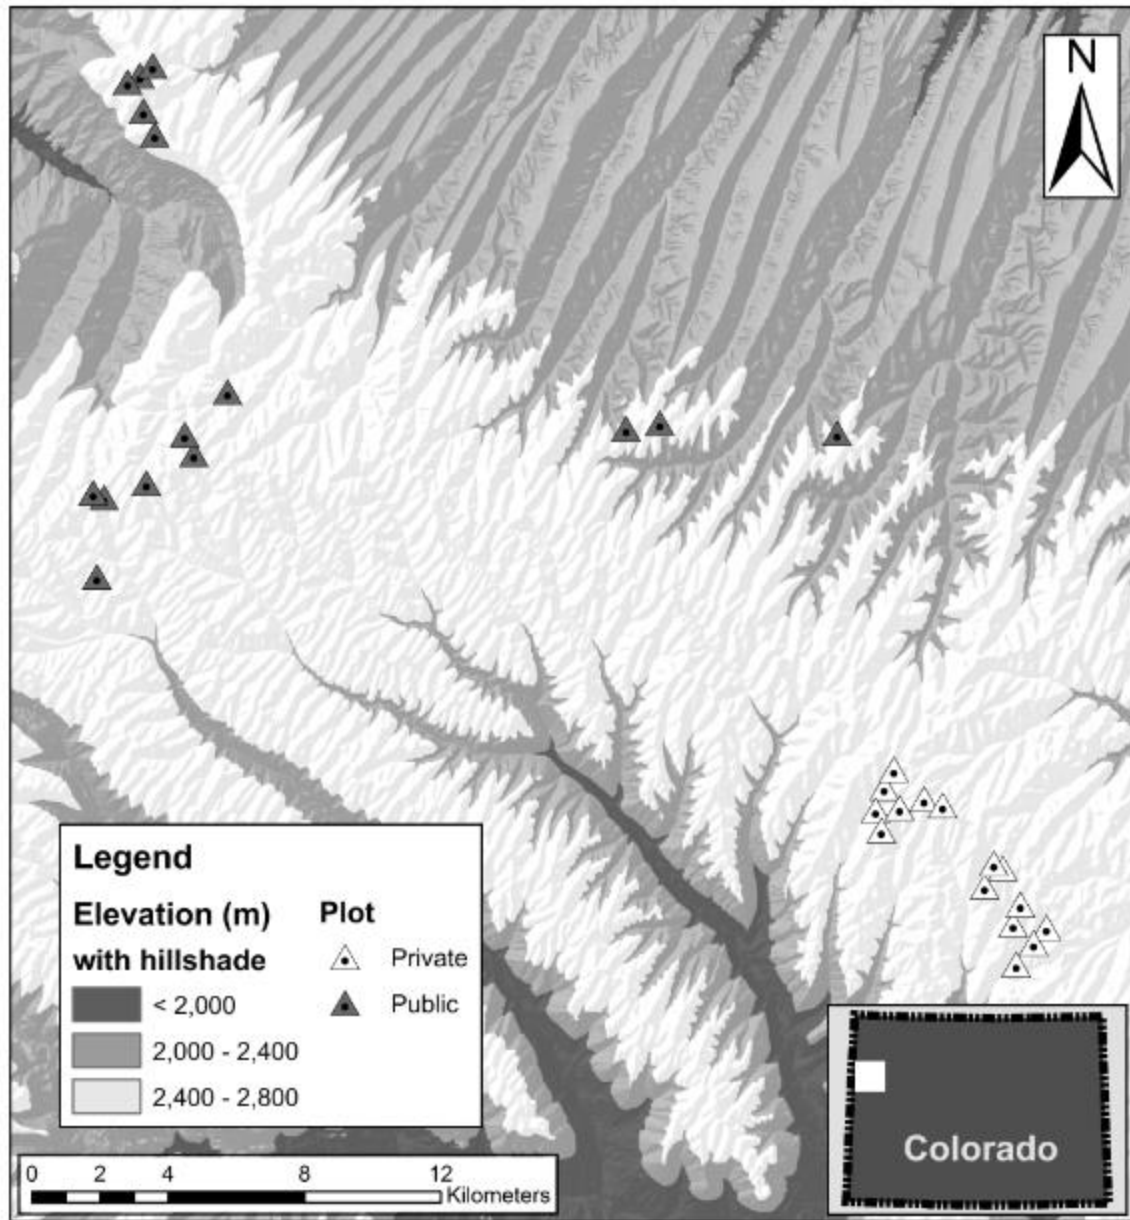 N
Legend
Elevation (m) Plot
with hillshade Private
< 2,000 Public
2,000 - 2,400
2,400 - 2,800
Colorado
0 2 4 8 12
Kilometers